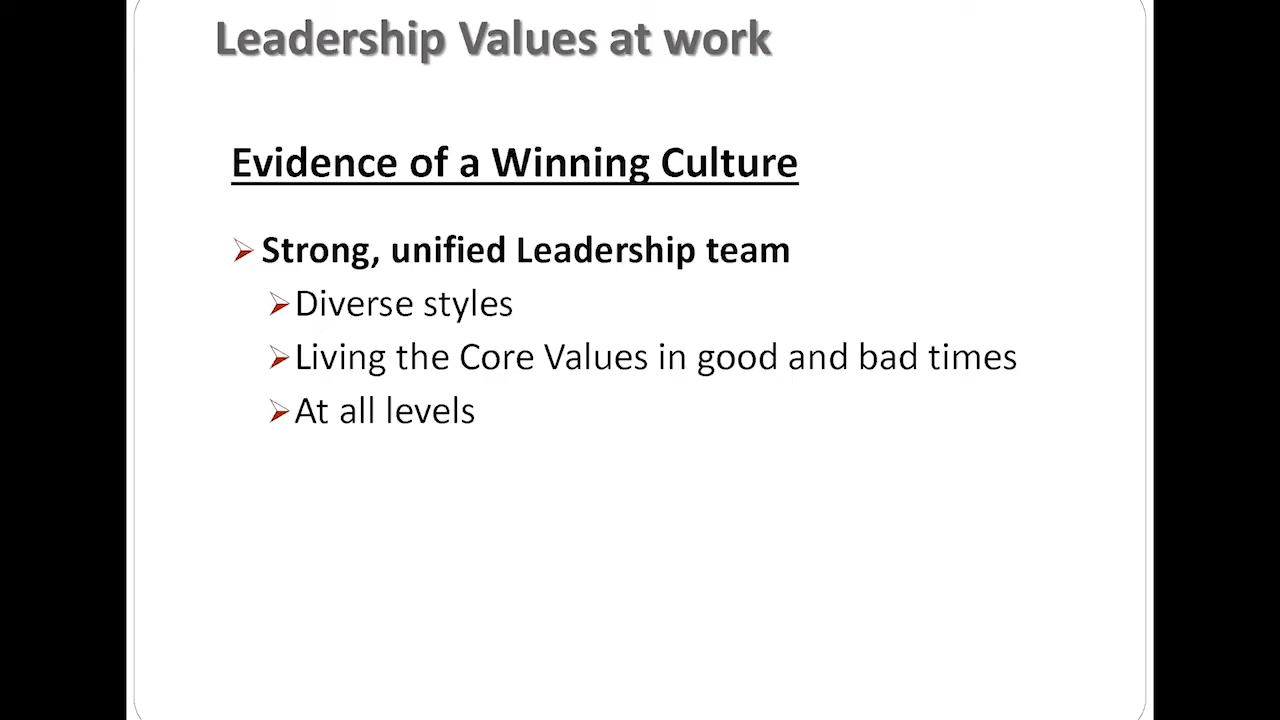 Leadership Values at work
Evidence of a Winning Culture
Strong, unified Leadership team
Diverse styles
Living the Core Values in good and bad times
At all levels